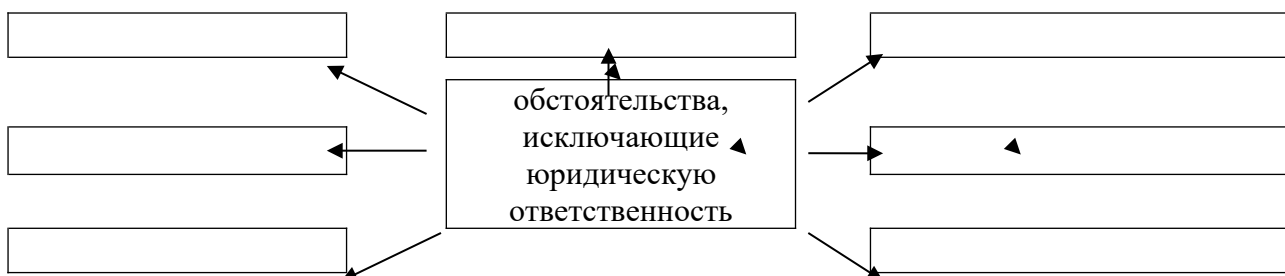 обстоятельства,
исключающие
юридическую
ответственность